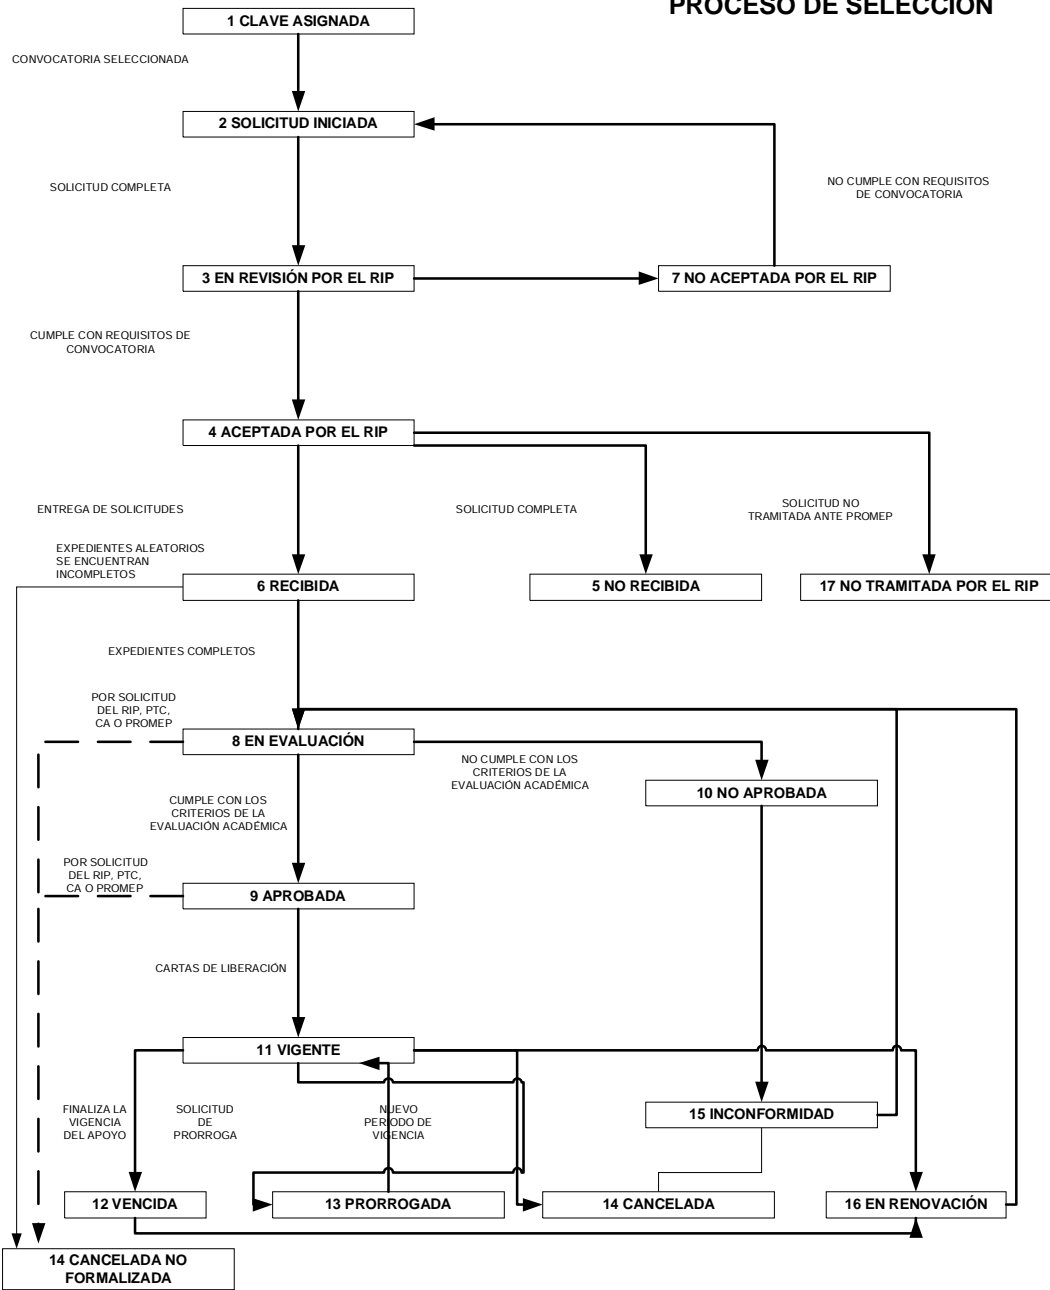 PROCESO DE SELECCIÓN
1 CLAVE ASIGNADA
CONVOCATORIA SELECCIONADA
2 SOLICITUD INICIADA
SOLICITUD COMPLETA
NO CUMPLE CON REQUISITOS
DE CONVOCATORIA
3 EN REVISIÓN POR EL RIP
7 NO ACEPTADA POR EL RIP
CUMPLE CON REQUISITOS DE
CONVOCATORIA
4 ACEPTADA POR EL RIP
ENTREGA DE SOLICITUDES
SOLICITUD COMPLETA
SOLICITUD NO
TRAMITADA ANTE PROMEP
EXPEDIENTES ALEATORIOS
SE ENCUENTRAN
INCOMPLETOS
6 RECIBIDA
5 NO RECIBIDA
17 NO TRAMITADA POR EL RIP
EXPEDIENTES COMPLETOS
POR SOLICITUD
DEL RIP, PTC,
CA O PROMEP
8 EN EVALUACIÓN
NO CUMPLE CON LOS
CRITERIOS DE LA
EVALUACIÓN ACADÉMICA
10 NO APROBADA
CUMPLE CON LOS
CRITERIOS DE LA
EVALUACIÓN ACADÉMICA
POR SOLICITUD
DEL RIP, PTC,
CA O PROMEP
9 APROBADA
CARTAS DE LIBERACIÓN
11 VIGENTE
FINALIZA LA
VIGENCIA
DEL APOYO
SOLICITUD
DE
PRORROGA
NUEVO
PERIODO DE
VIGENCIA
15 INCONFORMIDAD
12 VENCIDA
13 PRORROGADA
14 CANCELADA
16 EN RENOVACIÓN
14 CANCELADA NO
FORMALIZADA